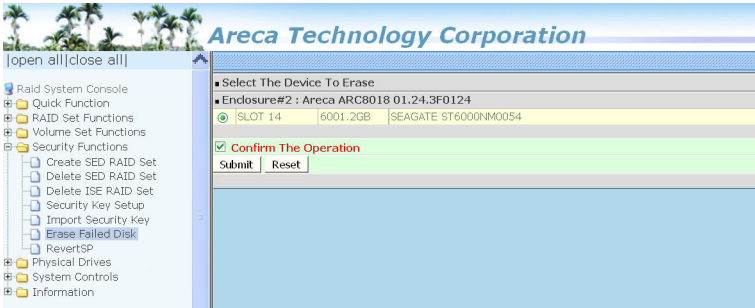 Areca Technology Corporation
|open all|close all|
Raid System Console
Quick Function
RAID Set Functions
Volume Set Functions
Security Functions
Create SED RAID Set
Delete SED RAID Set
Delete ISE RAID Set
Security Key Setup
Import Security Key
Erase Failed Disk
RevertSP
Physical Drives
System Controls
Information
Select The Device To Erase
Enclosure#2 : Areca ARC8018 01.24.3F0124
SLOT 14 6001.2GB SEAGATE ST6000NM0054
Confirm The Operation
Submit Reset